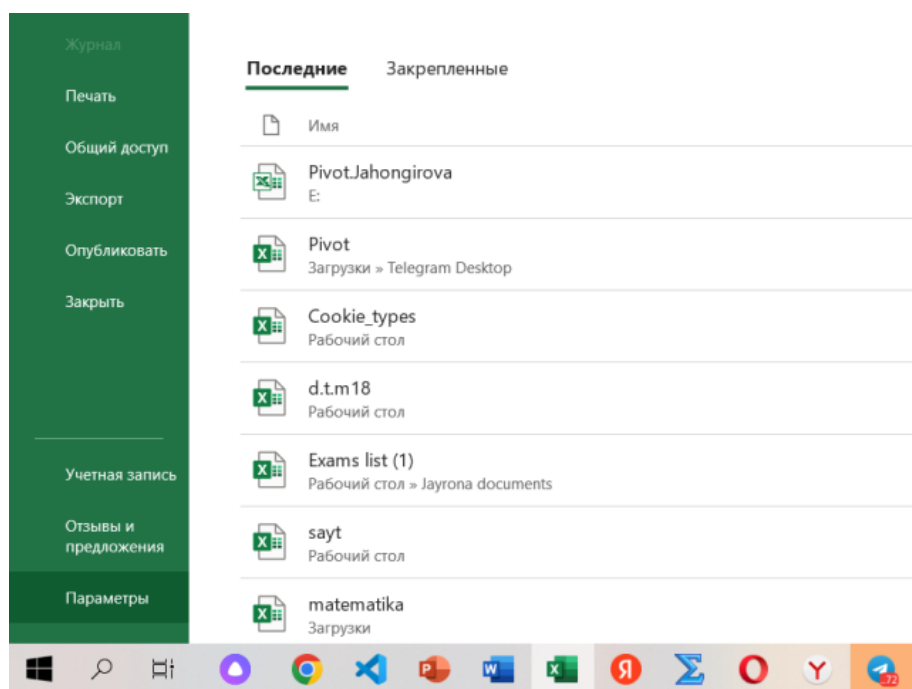 Журнал
Печать
Общий доступ
Экспорт
Опубликовать
Закрыть
Учетная запись
Отзывы и
предложения
Параметры
Последние Закрепленные
Имя
Pivot.Jahongirova
E:
Pivot
Загрузки » Telegram Desktop
Cookie_types
Рабочий стол
d.t.m18
Рабочий стол
Exams list (1)
Рабочий стол » Jayrona documents
sayt
Рабочий стол
matematika
Загрузки
72